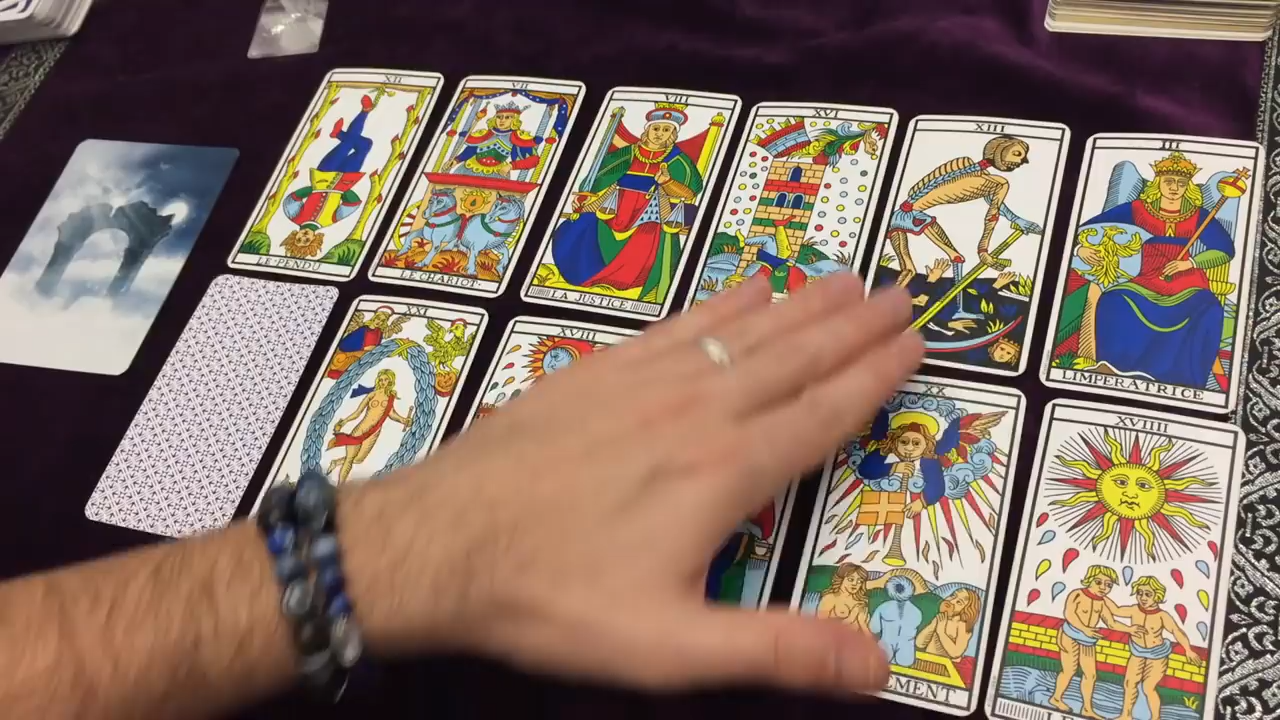 XII
LE·PENDU
VII
LE·CHARIOT·
VIII
LA JUSTICE
XVI
XIII
III
LIMPERATRICE
XXI
XVIII
XX
EMENT
XVIIII